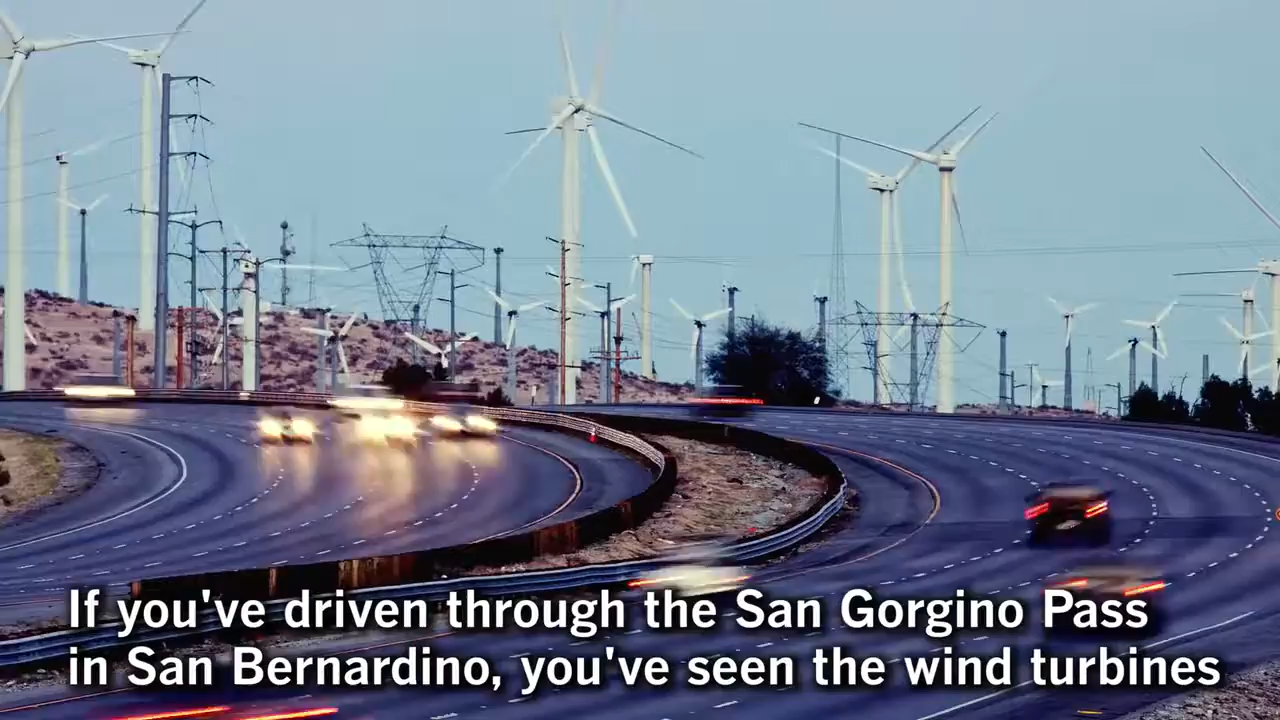 If you've driven through the San Gorgino Pass
in San Bernardino, you've seen the wind turbines